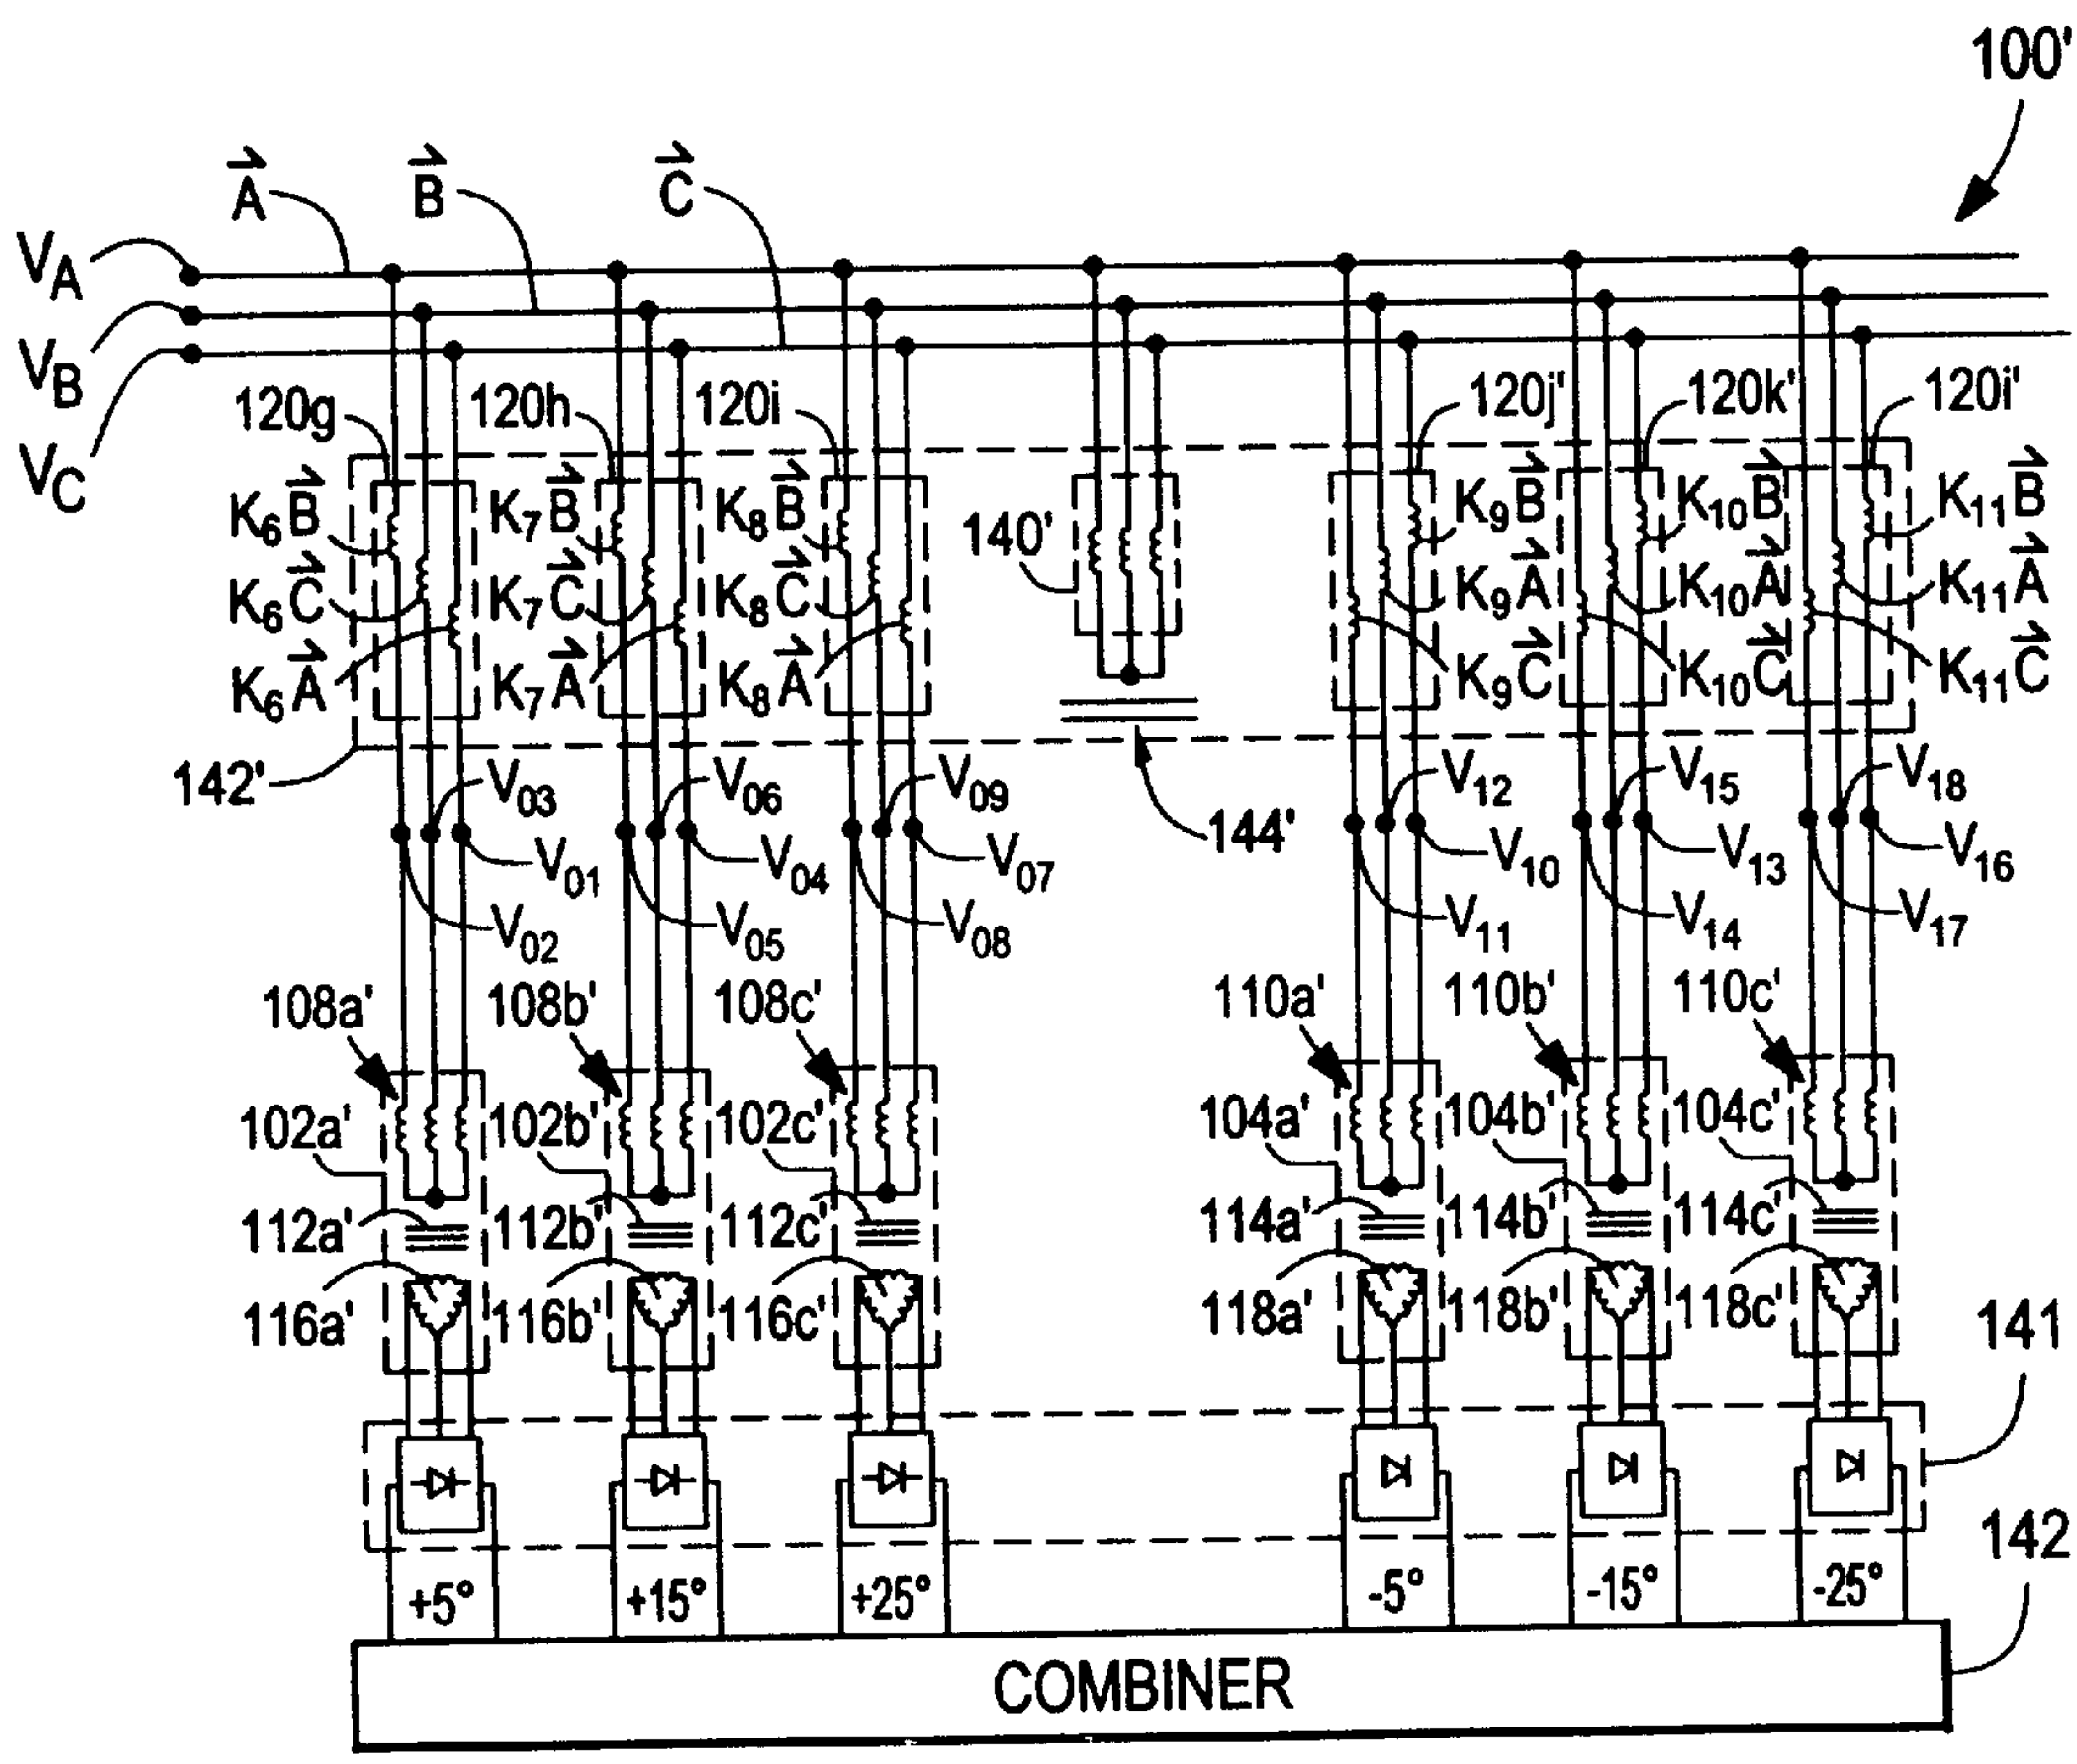 100'
A B C
VA
VB
VC
120g 120h 120i 120j' 120k' 120i'
K6B K7B K8B K9B K10B K11B
140'
K6C K7C K8C K9A K10A K11A
K6A K7A K8A K9C K10C K11C
142' V03 V06 V09 144' V12 V15 V18
V01 V04 V07 V10 V13 V16
V02 V05 V08 V11 V14 V17
108a' 108b' 108c' 110a' 110b' 110c'
102a' 102b' 102c' 104a' 104b' 104c'
112a' 112b' 112c' 114a' 114b' 114c'
116a' 116b' 116c' 118a' 118b' 118c'
141
142
+5° +15° +25° -5° -15° -25°
COMBINER